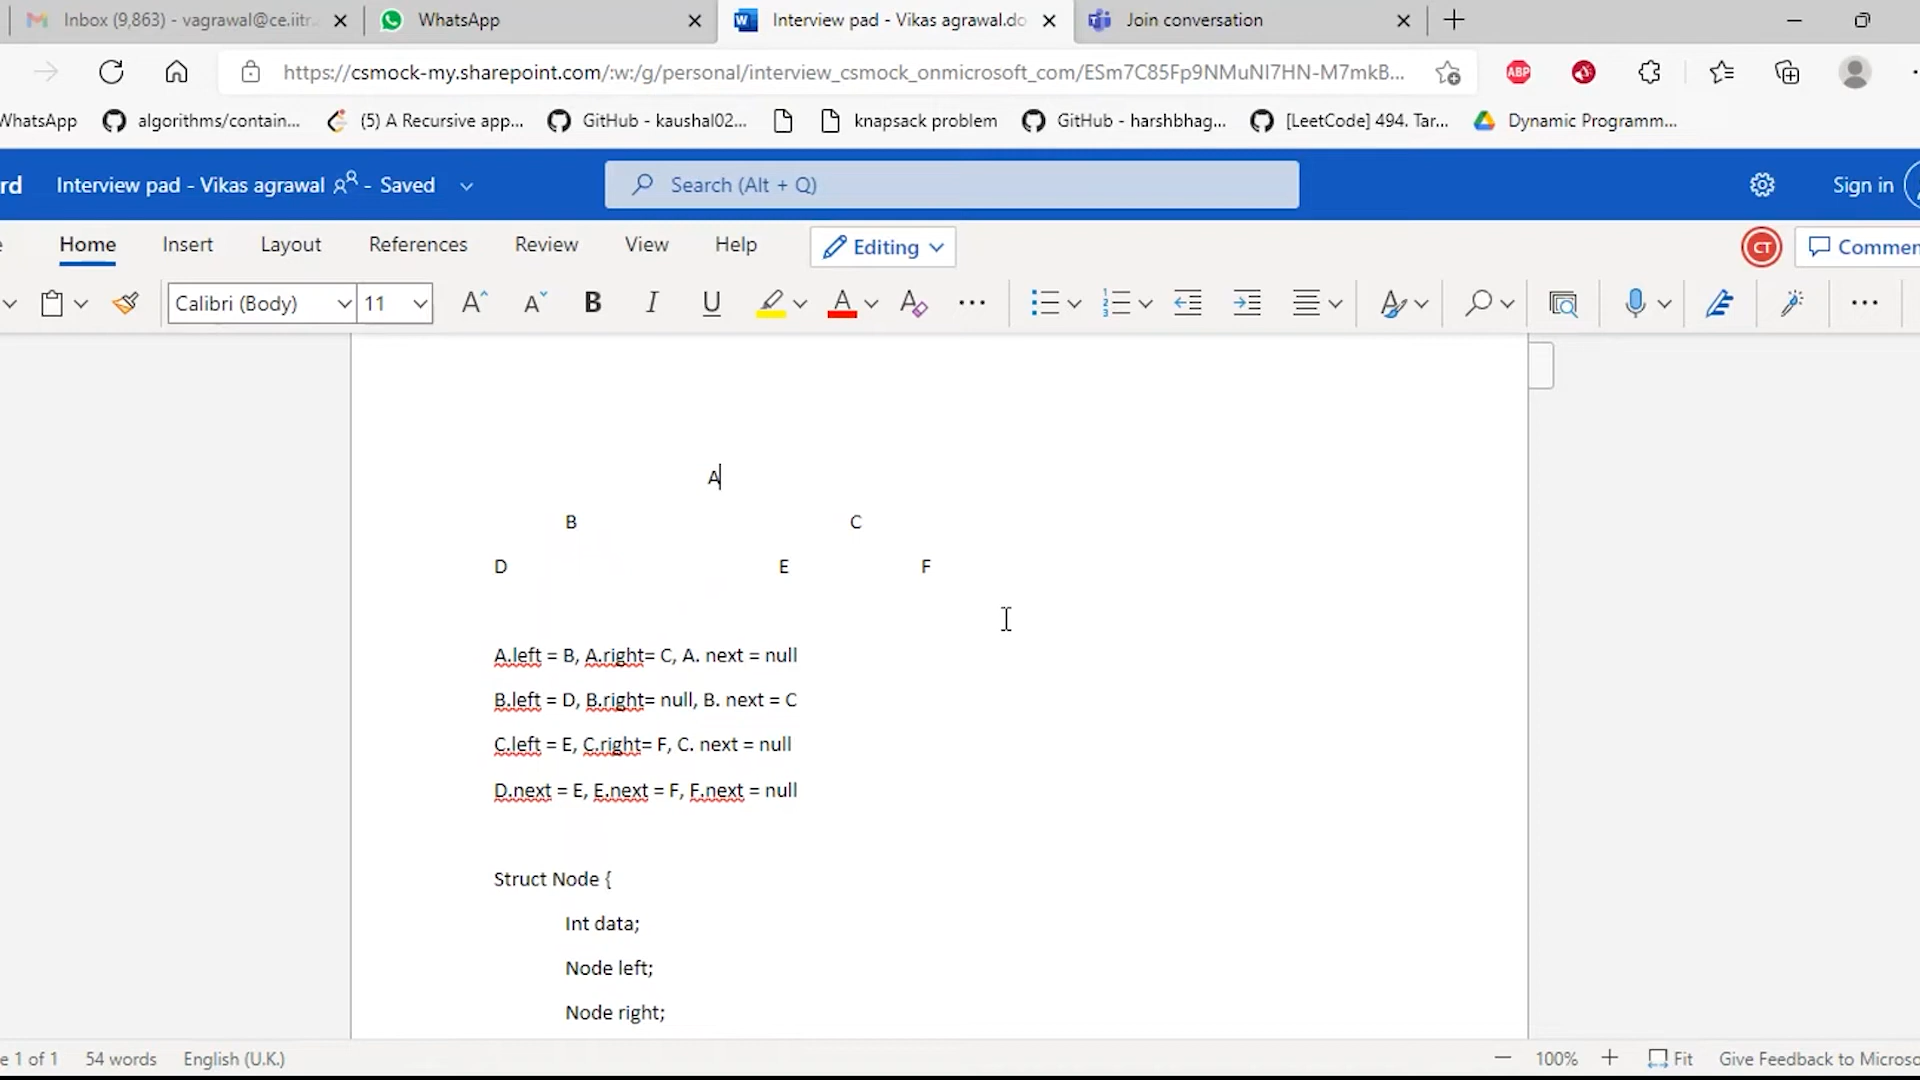 Inbox (9,863) - vagrawal@ce.iitr. WhatsApp Interview pad - Vikas agrawal.do Join conversation
https://csmock-my.sharepoint.com/:w:/g/personal/interview_csmock_onmicrosoft_com/ESm7C85Fp9NMuNI7HN-M7mkB... ABP
WhatsApp algorithms/contain... (5) A Recursive app... GitHub - kaushal02... knapsack problem GitHub - harshbhag... [LeetCode] 494. Tar... Dynamic Programm...
rd Interview pad - Vikas agrawal - Saved Search (Alt + Q) Sign in
e Home Insert Layout References Review View Help Editing CT Commen
Calibri (Body) 11 A A B I U A
A
B C
D E F
A.left = B, A.right= C, A. next = null
B.left = D, B.right= null, B. next = C
C.left = E, C.right= F, C. next = null
D.next = E, E.next = F, F.next = null
Struct Node {
Int data;
Node left;
Node right;
e 1 of 1 54 words English (U.K.) 100% Fit Give Feedback to Microso